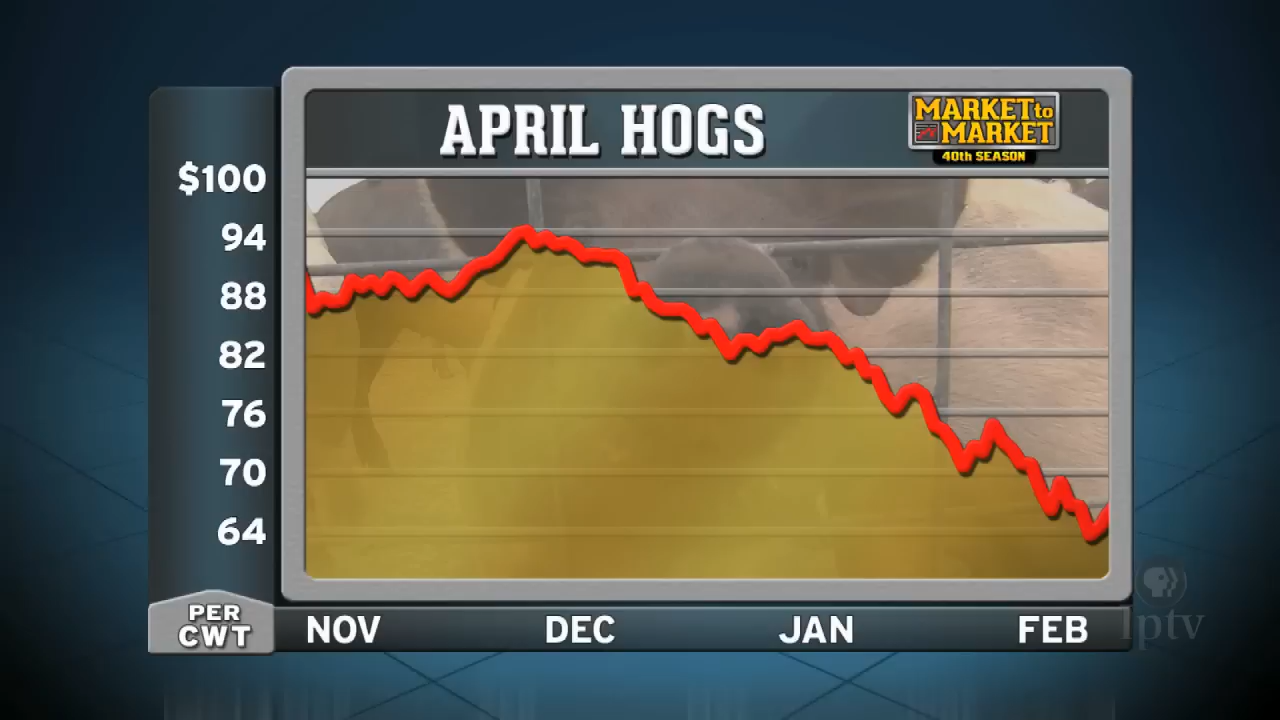 APRIL HOGS
MARKET to
MARKET
40th SEASON
$100
94
88
82
76
70
64
PER
CWT
NOV DEC JAN FEB
iptv